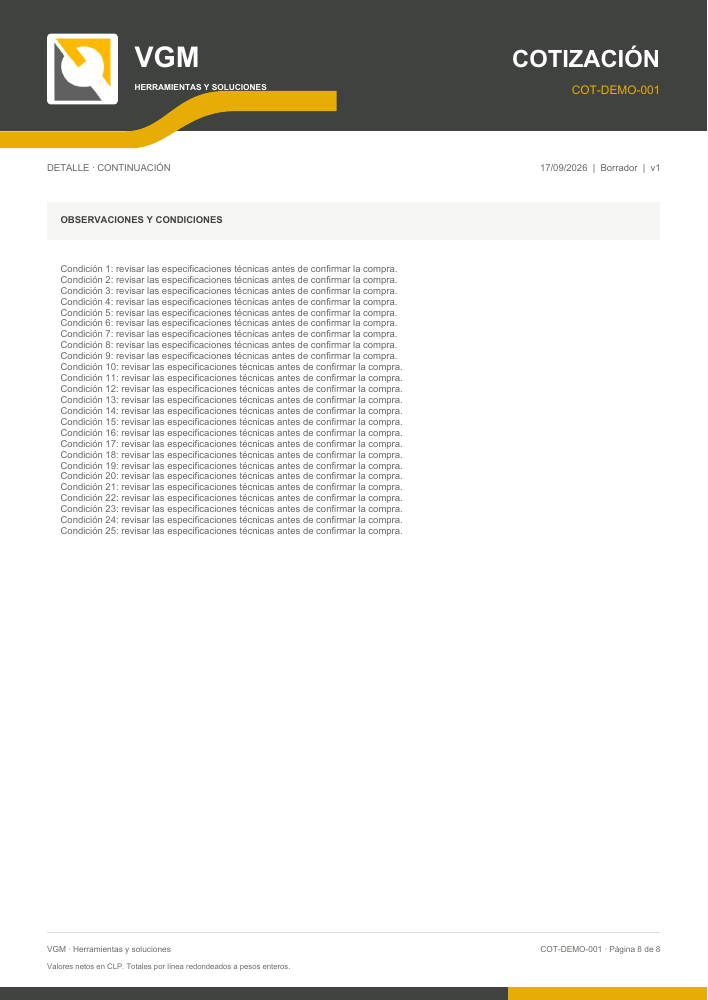 VGM
HERRAMIENTAS Y SOLUCIONES
COTIZACIÓN
COT-DEMO-001
DETALLE · CONTINUACIÓN
17/09/2026 | Borrador | v1
OBSERVACIONES Y CONDICIONES
Condición 1: revisar las especificaciones técnicas antes de confirmar la compra.
Condición 2: revisar las especificaciones técnicas antes de confirmar la compra.
Condición 3: revisar las especificaciones técnicas antes de confirmar la compra.
Condición 4: revisar las especificaciones técnicas antes de confirmar la compra.
Condición 5: revisar las especificaciones técnicas antes de confirmar la compra.
Condición 6: revisar las especificaciones técnicas antes de confirmar la compra.
Condición 7: revisar las especificaciones técnicas antes de confirmar la compra.
Condición 8: revisar las especificaciones técnicas antes de confirmar la compra.
Condición 9: revisar las especificaciones técnicas antes de confirmar la compra.
Condición 10: revisar las especificaciones técnicas antes de confirmar la compra.
Condición 11: revisar las especificaciones técnicas antes de confirmar la compra.
Condición 12: revisar las especificaciones técnicas antes de confirmar la compra.
Condición 13: revisar las especificaciones técnicas antes de confirmar la compra.
Condición 14: revisar las especificaciones técnicas antes de confirmar la compra.
Condición 15: revisar las especificaciones técnicas antes de confirmar la compra.
Condición 16: revisar las especificaciones técnicas antes de confirmar la compra.
Condición 17: revisar las especificaciones técnicas antes de confirmar la compra.
Condición 18: revisar las especificaciones técnicas antes de confirmar la compra.
Condición 19: revisar las especificaciones técnicas antes de confirmar la compra.
Condición 20: revisar las especificaciones técnicas antes de confirmar la compra.
Condición 21: revisar las especificaciones técnicas antes de confirmar la compra.
Condición 22: revisar las especificaciones técnicas antes de confirmar la compra.
Condición 23: revisar las especificaciones técnicas antes de confirmar la compra.
Condición 24: revisar las especificaciones técnicas antes de confirmar la compra.
Condición 25: revisar las especificaciones técnicas antes de confirmar la compra.
VGM · Herramientas y soluciones
COT-DEMO-001 · Página 8 de 8
Valores netos en CLP. Totales por línea redondeados a pesos enteros.